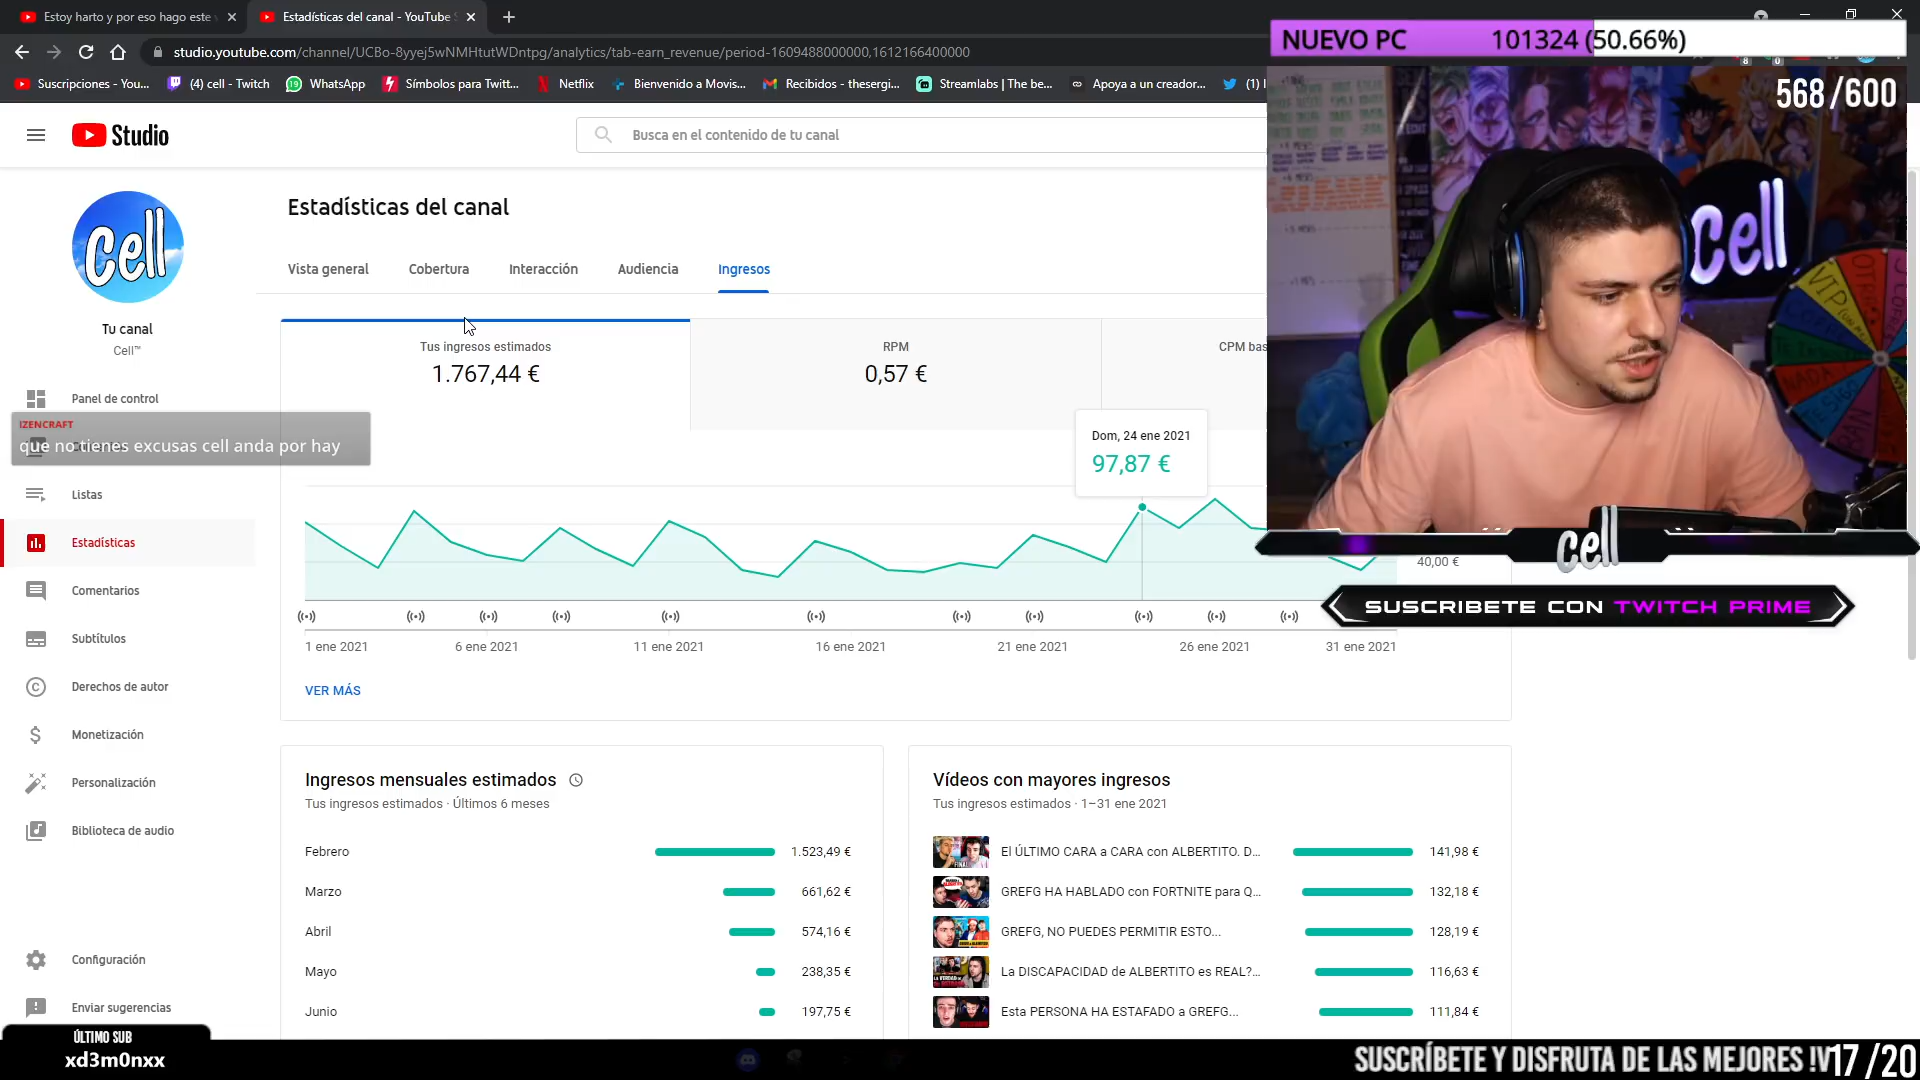 Estoy harto y por eso hago este v
Estadísticas del canal - YouTube S
studio.youtube.com/channel/UCBo-8yyej5wNMHtutWDntpg/analytics/tab-earn_revenue/period-1609488000000,1612166400000
Suscripciones - You...
(4) cell - Twitch
WhatsApp
Símbolos para Twitt...
Netflix
Bienvenido a Movis...
Recibidos - thesergi...
Streamlabs | The be...
Apoya a un creador...
(1) I
NUEVO PC 101324 (50.66%)
8
0
568/600
Studio
Busca en el contenido de tu canal
cell
Tu canal
Cell™
Panel de control
IZENCRAFT
que no tienes excusas cell anda por hay
Listas
Estadísticas
Comentarios
Subtítulos
Derechos de autor
Monetización
Personalización
Biblioteca de audio
Configuración
Enviar sugerencias
Estadísticas del canal
Vista general
Cobertura
Interacción
Audiencia
Ingresos
Tus ingresos estimados
1.767,44 €
RPM
0,57 €
CPM bas
Dom, 24 ene 2021
97,87 €
40,00 €
1 ene 2021
6 ene 2021
11 ene 2021
16 ene 2021
21 ene 2021
26 ene 2021
31 ene 2021
VER MÁS
Ingresos mensuales estimados
Tus ingresos estimados · Últimos 6 meses
Febrero 1.523,49 €
Marzo 661,62 €
Abril 574,16 €
Mayo 238,35 €
Junio 197,75 €
Vídeos con mayores ingresos
Tus ingresos estimados · 1–31 ene 2021
El ÚLTIMO CARA a CARA con ALBERTITO. D... 141,98 €
GREFG HA HABLADO con FORTNITE para Q... 132,18 €
GREFG, NO PUEDES PERMITIR ESTO... 128,19 €
La DISCAPACIDAD de ALBERTITO es REAL?... 116,63 €
Esta PERSONA HA ESTAFADO a GREFG... 111,84 €
cell
VIP
NADA
BAN
cell
SUSCRIBETE CON TWITCH PRIME
ÚLTIMO SUB
xd3m0nxx
SUSCRÍBETE Y DISFRUTA DE LAS MEJORES !V
17/20